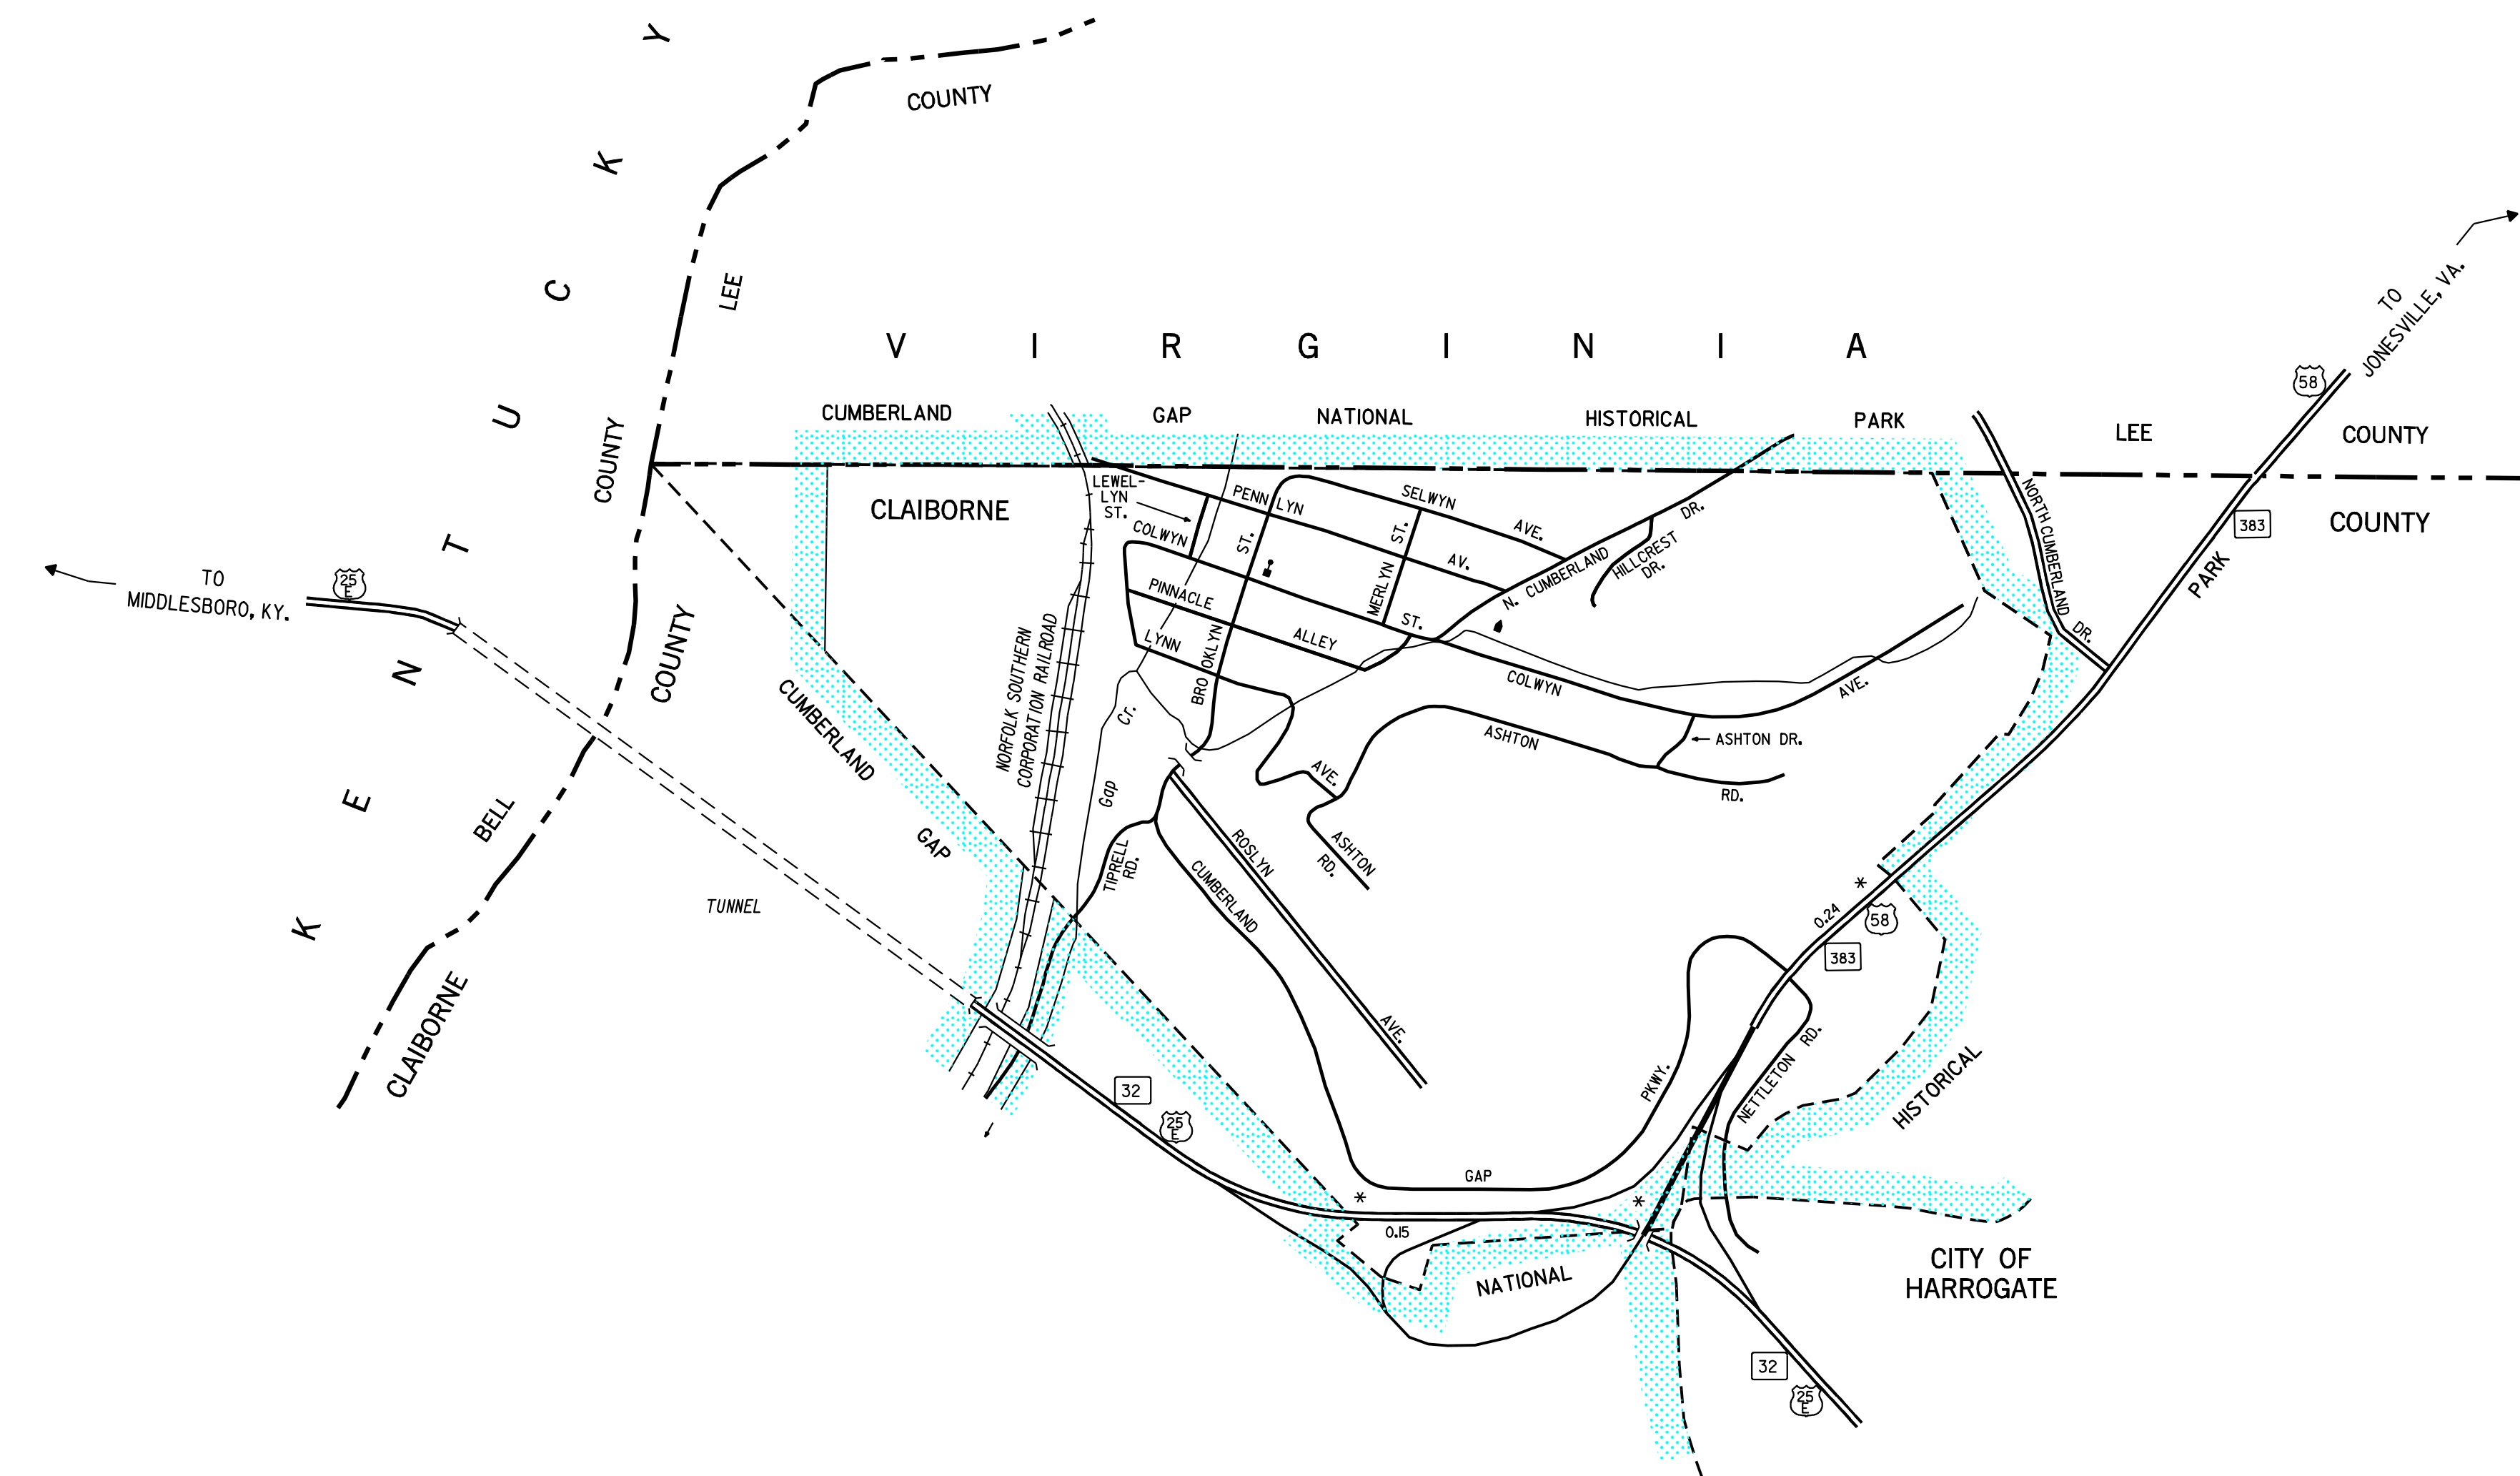 K E N T U C K Y
COUNTY
LEE
V I R G I N I A
CUMBERLAND GAP NATIONAL HISTORICAL PARK
LEE COUNTY
TO
JONESVILLE, VA.
58
383
COUNTY
PARK
COUNTY
CLAIBORNE
LEWEL-
LYN
ST.
PENN LYN AV.
SELWYN AVE.
COLWYN ST.
PINNACLE ALLEY
LYNN
BRO OKLYN ST.
MERLYN ST.
N. CUMBERLAND DR.
HILLCREST
DR.
NORTH CUMBERLAND DR.
TO
MIDDLESBORO, KY.
25
E
COUNTY
BELL
CLAIBORNE
TUNNEL
CUMBERLAND
GAP
NORFOLK SOUTHERN
CORPORATION RAILROAD
Gap Cr.
COLWYN AVE.
ASHTON RD.
ASHTON DR.
AVE.
ASHTON
RD.
TIPRELL
RD.
ROSLYN AVE.
CUMBERLAND GAP PKWY.
*
0.24
58
383
NETTLETON RD.
HISTORICAL
32
25
E
*
0.15
*
NATIONAL
CITY OF
HARROGATE
32
25
E